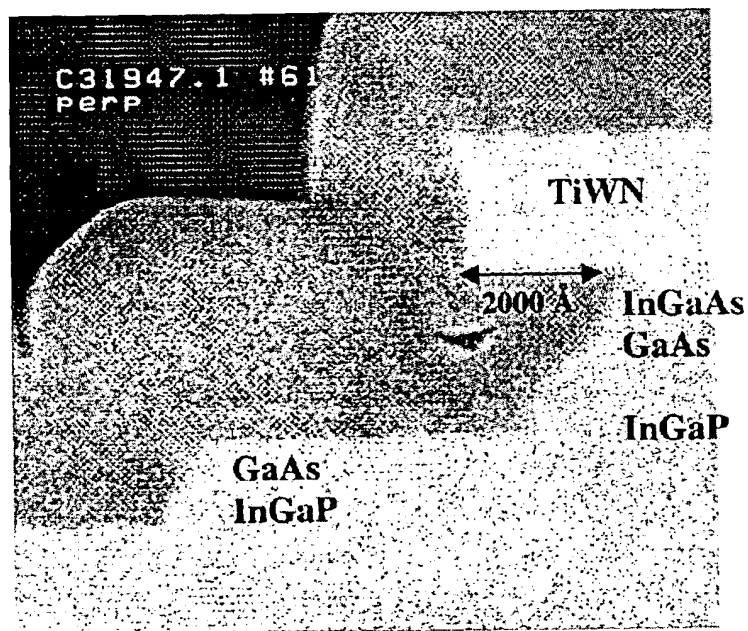 C31947.1 #61
perp
TiWN
2000 Å
InGaAs
GaAs
InGaP
GaAs
InGaP